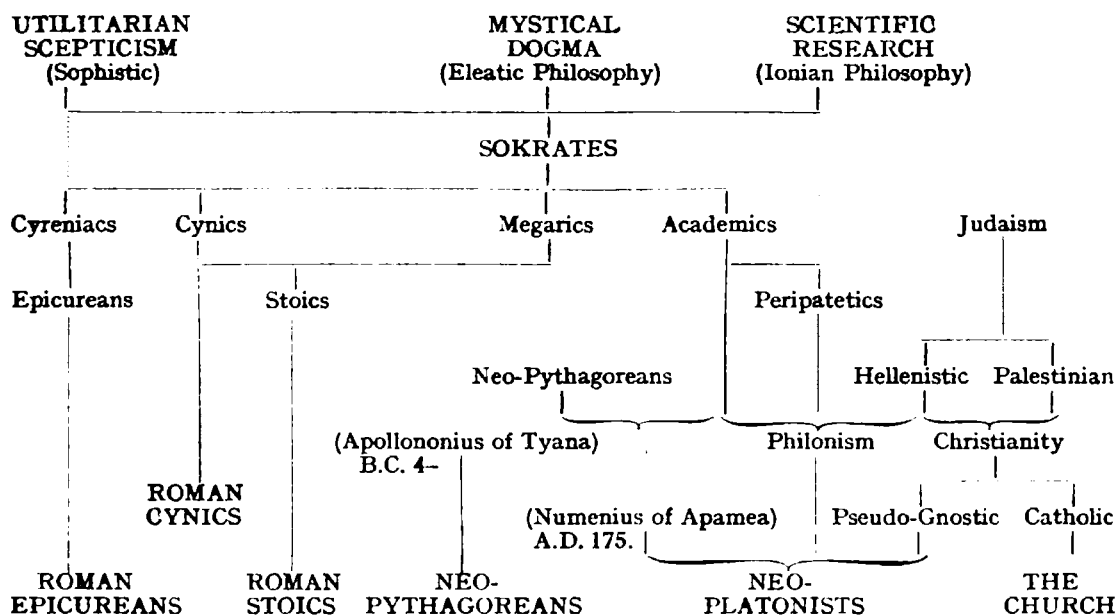 UTILITARIAN MYSTICAL SCIENTIFIC
SCEPTICISM DOGMA RESEARCH
(Sophistic) (Eleatic Philosophy) (Ionian Philosophy)
SOKRATES
Cyreniacs Cynics Megarics Academics Judaism
Epicureans Stoics Peripatetics
Neo-Pythagoreans Hellenistic Palestinian
(Apollononius of Tyana) Philonism Christianity
B.C. 4–
ROMAN
CYNICS
(Numenius of Apamea) Pseudo-Gnostic Catholic
A.D. 175.
ROMAN ROMAN NEO- NEO- THE
EPICUREANS STOICS PYTHAGOREANS PLATONISTS CHURCH